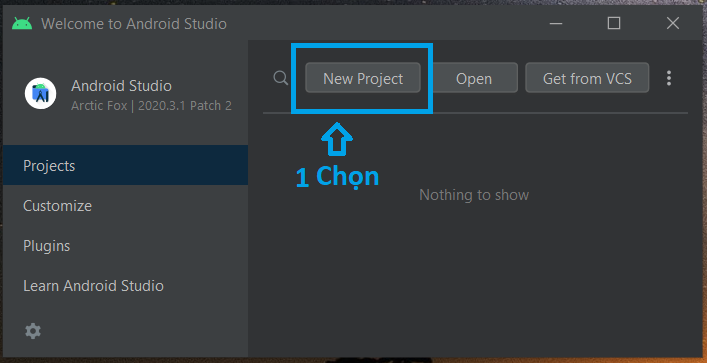 Welcome to Android Studio
Android Studio
Arctic Fox | 2020.3.1 Patch 2
New Project
Open
Get from VCS
1 Chọn
Projects
Customize
Plugins
Learn Android Studio
Nothing to show